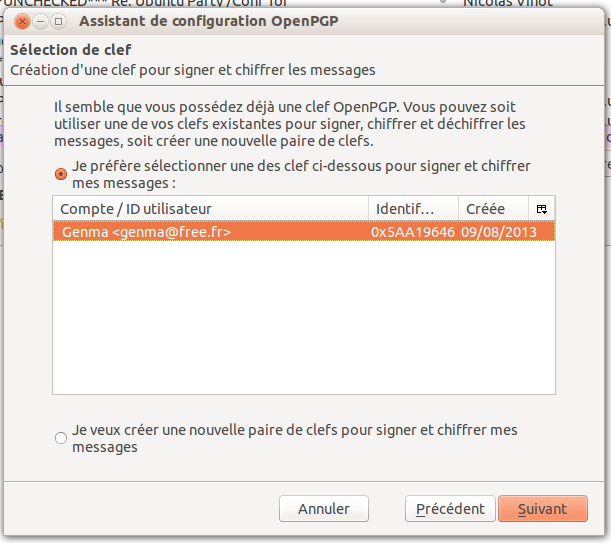 UNCHECKED*** Re: Ubuntu Party /Conf Tor
Nicolas Vinot
Assistant de configuration OpenPGP
Sélection de clef
Création d'une clef pour signer et chiffrer les messages
Il semble que vous possédez déjà une clef OpenPGP. Vous pouvez soit
utiliser une de vos clefs existantes pour signer, chiffrer et déchiffrer les
messages, soit créer une nouvelle paire de clefs.
Je préfère sélectionner une des clef ci-dessous pour signer et chiffrer
mes messages :
Compte / ID utilisateur Identif... Créée
Genma <genma@free.fr> 0x5AA19646 09/08/2013
Je veux créer une nouvelle paire de clefs pour signer et chiffrer mes
messages
Annuler Précédent Suivant